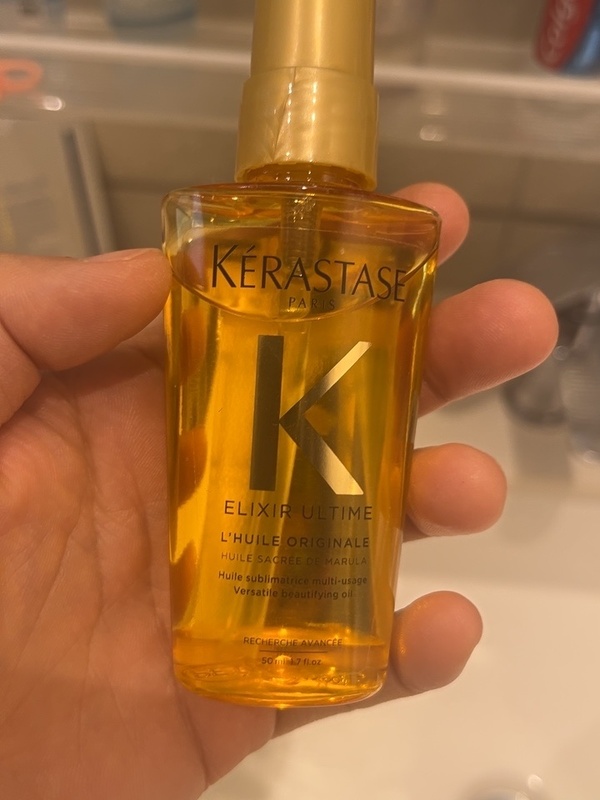 KÉRASTASE
PARIS
K
ELIXIR ULTIME
L'HUILE ORIGINALE
HUILE SACRÉE DE MARULA
Huile sublimatrice multi-usage
Versatile beautifying oil
RECHERCHE AVANCÉE
50 ml 1.7 fl oz